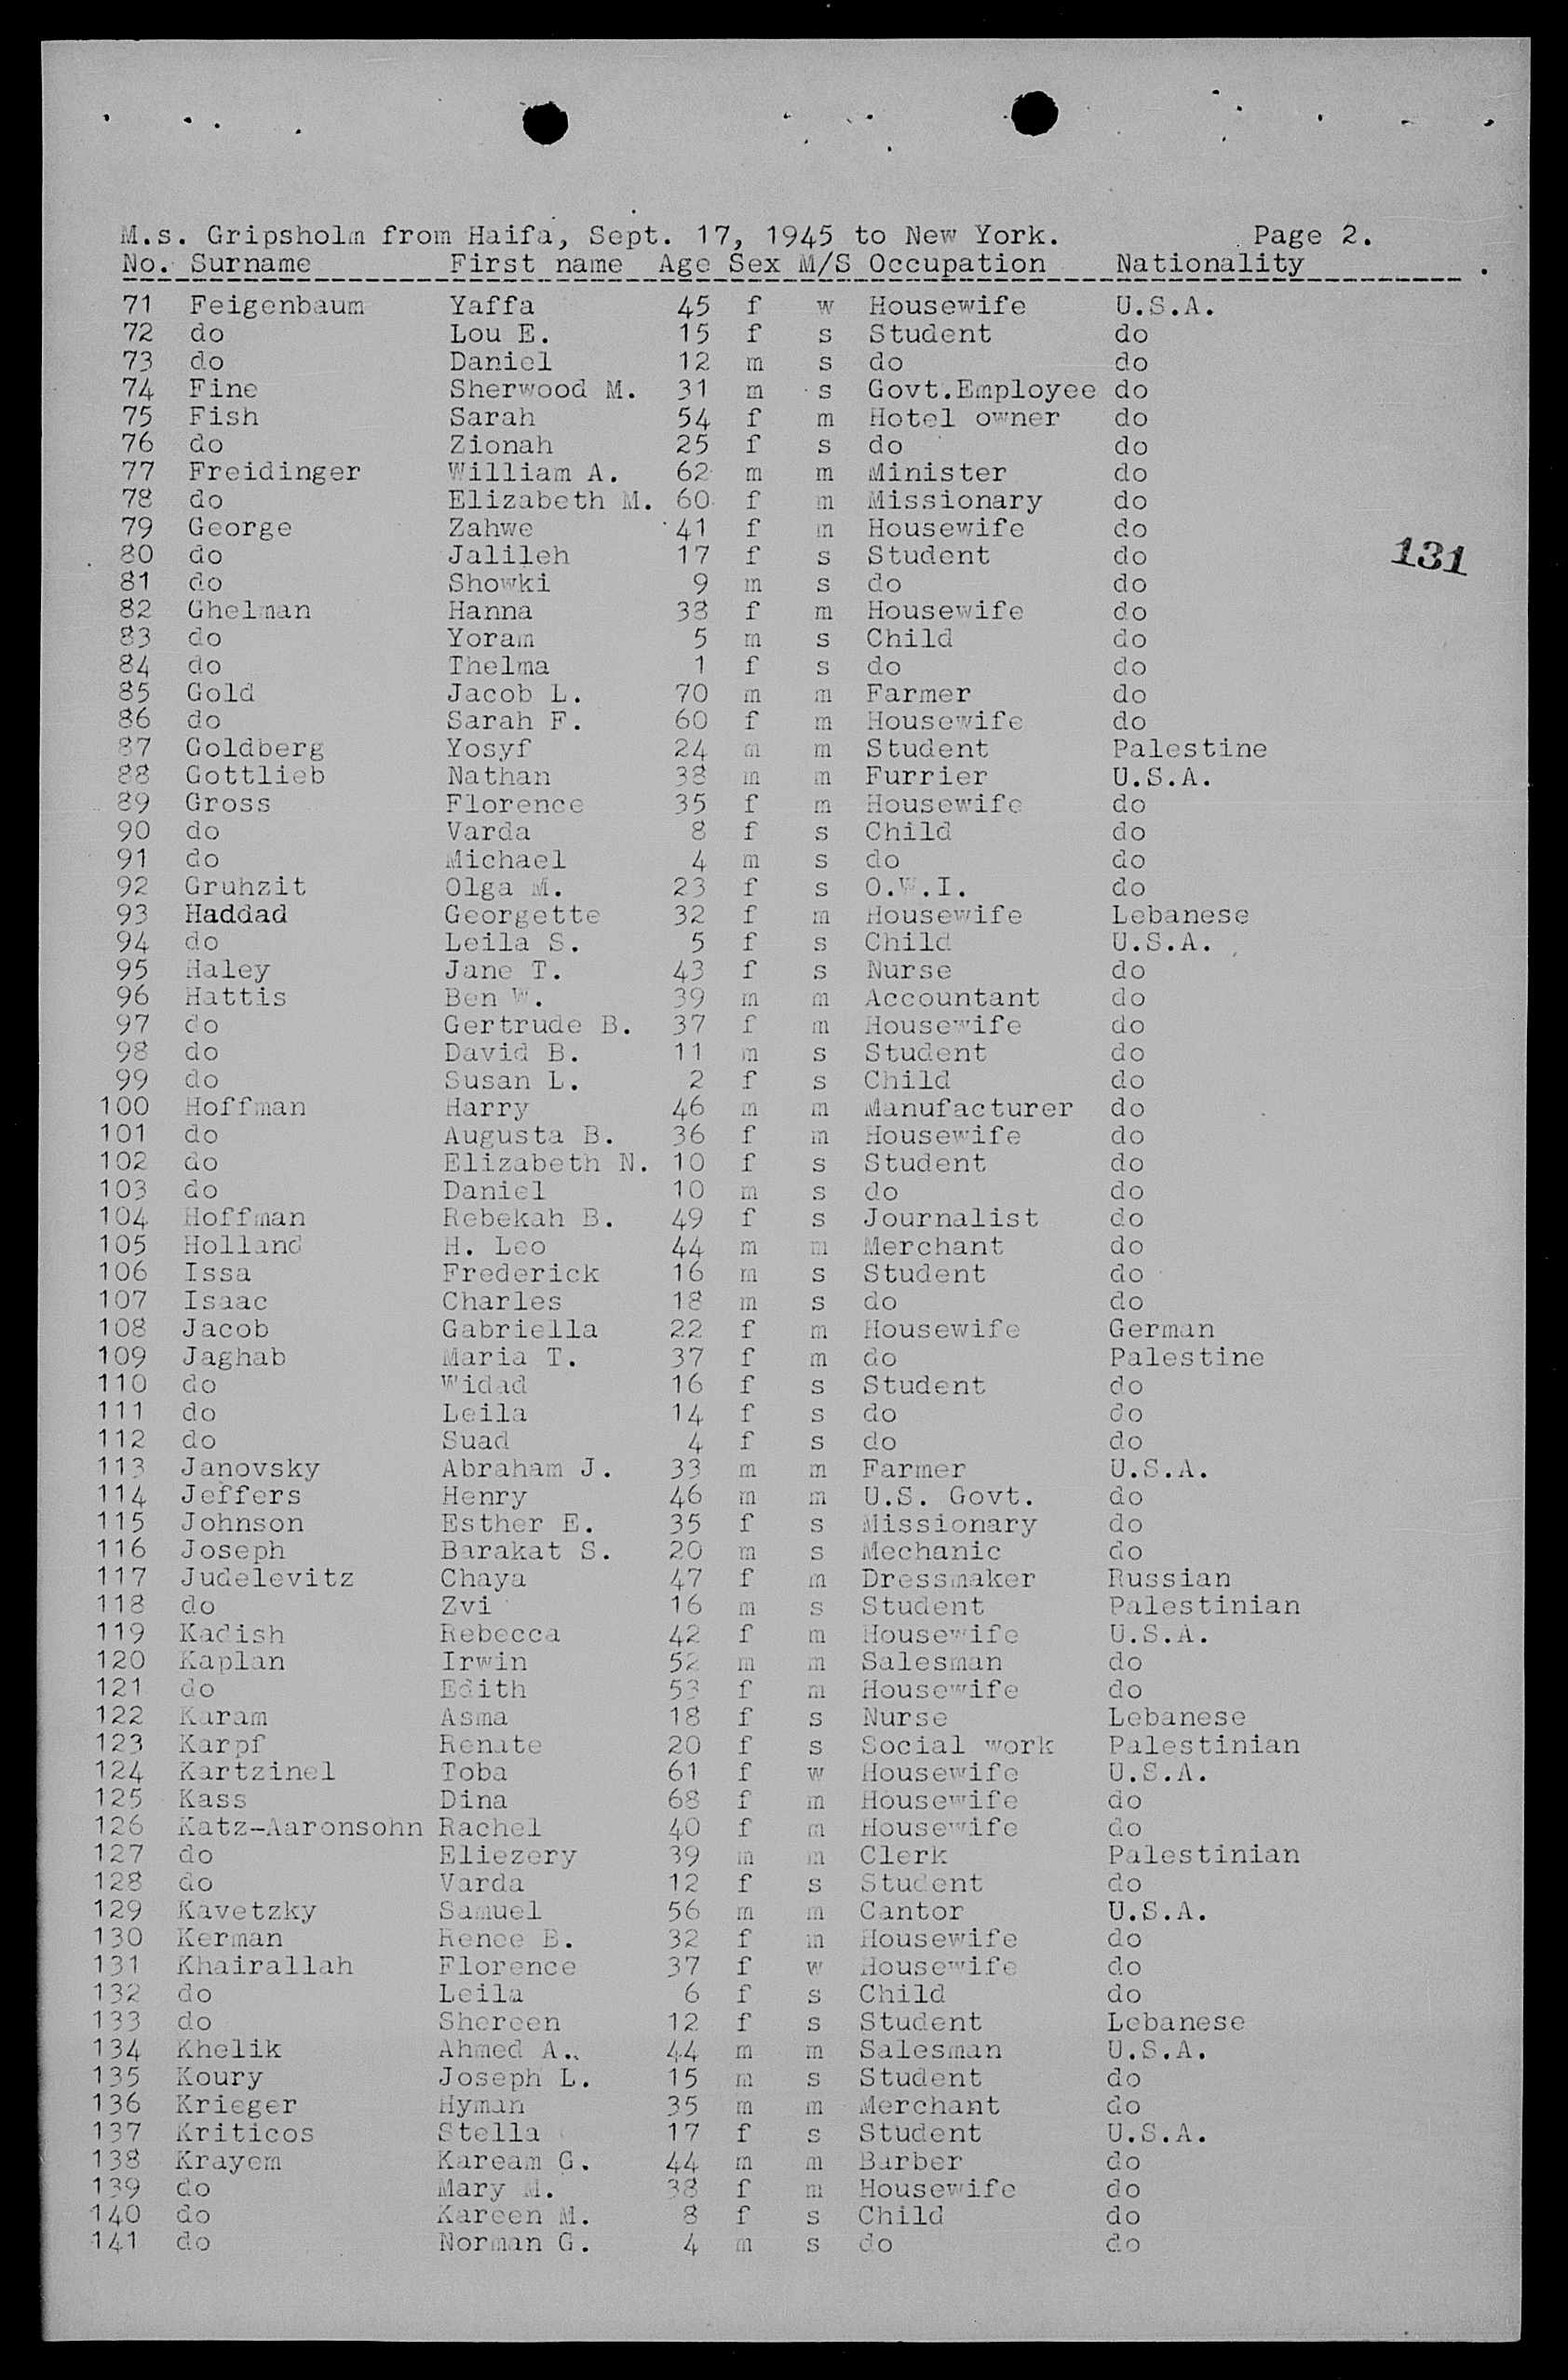 M.s. Gripsholm from Haifa, Sept. 17, 1945 to New York. Page 2.
No. Surname First name Age Sex M/S Occupation Nationality
71 Feigenbaum Yaffa 45 f w Housewife U.S.A.
72 do Lou E. 15 f s Student do
73 do Daniel 12 m s do do
74 Fine Sherwood M. 31 m s Govt.Employee do
75 Fish Sarah 54 f m Hotel owner do
76 do Zionah 25 f s do do
77 Freidinger William A. 62 m m Minister do
78 do Elizabeth M. 60 f m Missionary do
79 George Zahwe 41 f m Housewife do
80 do Jalileh 17 f s Student do
131
81 do Showki 9 m s do do
82 Ghelman Hanna 38 f m Housewife do
83 do Yoram 5 m s Child do
84 do Thelma 1 f s do do
85 Gold Jacob L. 70 m m Farmer do
86 do Sarah F. 60 f m Housewife do
87 Goldberg Yosyf 24 m m Student Palestine
88 Gottlieb Nathan 38 m m Furrier U.S.A.
89 Gross Florence 35 f m Housewife do
90 do Varda 8 f s Child do
91 do Michael 4 m s do do
92 Gruhzit Olga M. 23 f s O.W.I. do
93 Haddad Georgette 32 f m Housewife Lebanese
94 do Leila S. 5 f s Child U.S.A.
95 Haley Jane T. 43 f s Nurse do
96 Hattis Ben W. 39 m m Accountant do
97 do Gertrude B. 37 f m Housewife do
98 do David B. 11 m s Student do
99 do Susan L. 2 f s Child do
100 Hoffman Harry 46 m m Manufacturer do
101 do Augusta B. 36 f m Housewife do
102 do Elizabeth N. 10 f s Student do
103 do Daniel 10 m s do do
104 Hoffman Rebekah B. 49 f s Journalist do
105 Holland H. Leo 44 m m Merchant do
106 Issa Frederick 16 m s Student do
107 Isaac Charles 18 m s do do
108 Jacob Gabriella 22 f m Housewife German
109 Jaghab Maria T. 37 f m do Palestine
110 do Widad 16 f s Student do
111 do Leila 14 f s do do
112 do Suad 4 f s do do
113 Janovsky Abraham J. 33 m m Farmer U.S.A.
114 Jeffers Henry 46 m m U.S. Govt. do
115 Johnson Esther E. 35 f s Missionary do
116 Joseph Barakat S. 20 m s Mechanic do
117 Judelevitz Chaya 47 f m Dressmaker Russian
118 do Zvi 16 m s Student Palestinian
119 Kadish Rebecca 42 f m Housewife U.S.A.
120 Kaplan Irwin 52 m m Salesman do
121 do Edith 53 f m Housewife do
122 Karam Asma 18 f s Nurse Lebanese
123 Karpf Renate 20 f s Social work Palestinian
124 Kartzinel Toba 61 f w Housewife U.S.A.
125 Kass Dina 68 f m Housewife do
126 Katz-Aaronsohn Rachel 40 f m Housewife do
127 do Eliezery 39 m m Clerk Palestinian
128 do Varda 12 f s Student do
129 Kavetzky Samuel 56 m m Cantor U.S.A.
130 Kerman Renee B. 32 f m Housewife do
131 Khairallah Florence 37 f w Housewife do
132 do Leila 6 f s Child do
133 do Shereen 12 f s Student Lebanese
134 Khelik Ahmed A. 44 m m Salesman U.S.A.
135 Koury Joseph L. 15 m s Student do
136 Krieger Hyman 35 m m Merchant do
137 Kriticos Stella 17 f s Student U.S.A.
138 Krayem Kaream G. 44 m m Barber do
139 do Mary M. 38 f m Housewife do
140 do Kareen M. 8 f s Child do
141 do Norman G. 4 m s do do